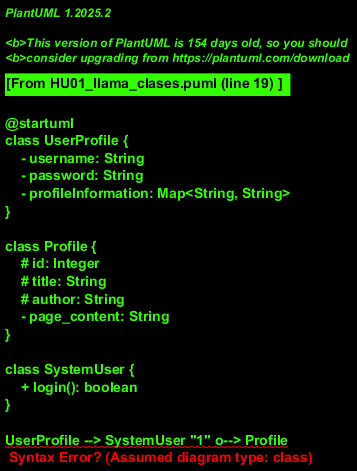 PlantUML 1.2025.2
<b>This version of PlantUML is 154 days old, so you should
<b>consider upgrading from https://plantuml.com/download
[From HU01_llama_clases.puml (line 19) ]
@startuml
class UserProfile {
- username: String
- password: String
- profileInformation: Map<String, String>
}
class Profile {
# id: Integer
# title: String
# author: String
- page_content: String
}
class SystemUser {
+ login(): boolean
}
UserProfile --> SystemUser "1" o--> Profile
Syntax Error? (Assumed diagram type: class)